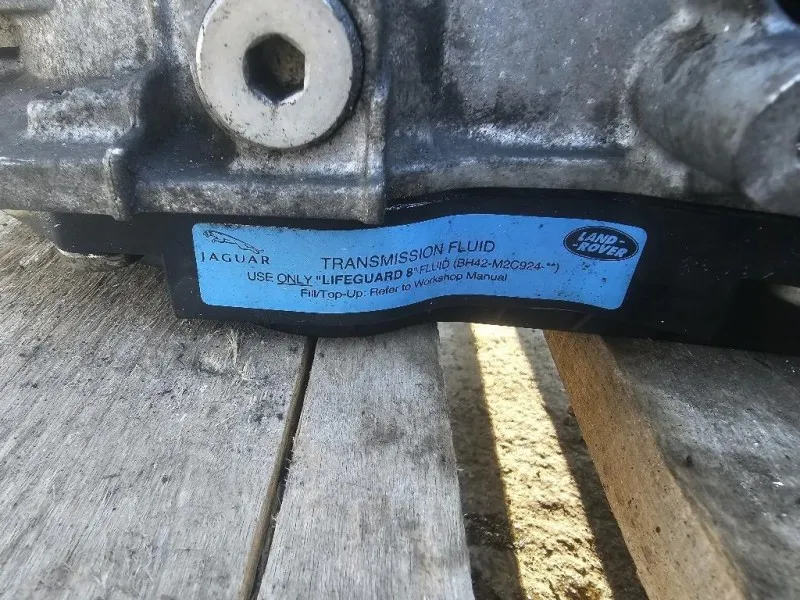 JAGUAR
LAND-
ROVER
TRANSMISSION FLUID
USE ONLY "LIFEGUARD 8" FLUID (BH42-M2C924-**)
Fill/Top-Up: Refer to Workshop Manual